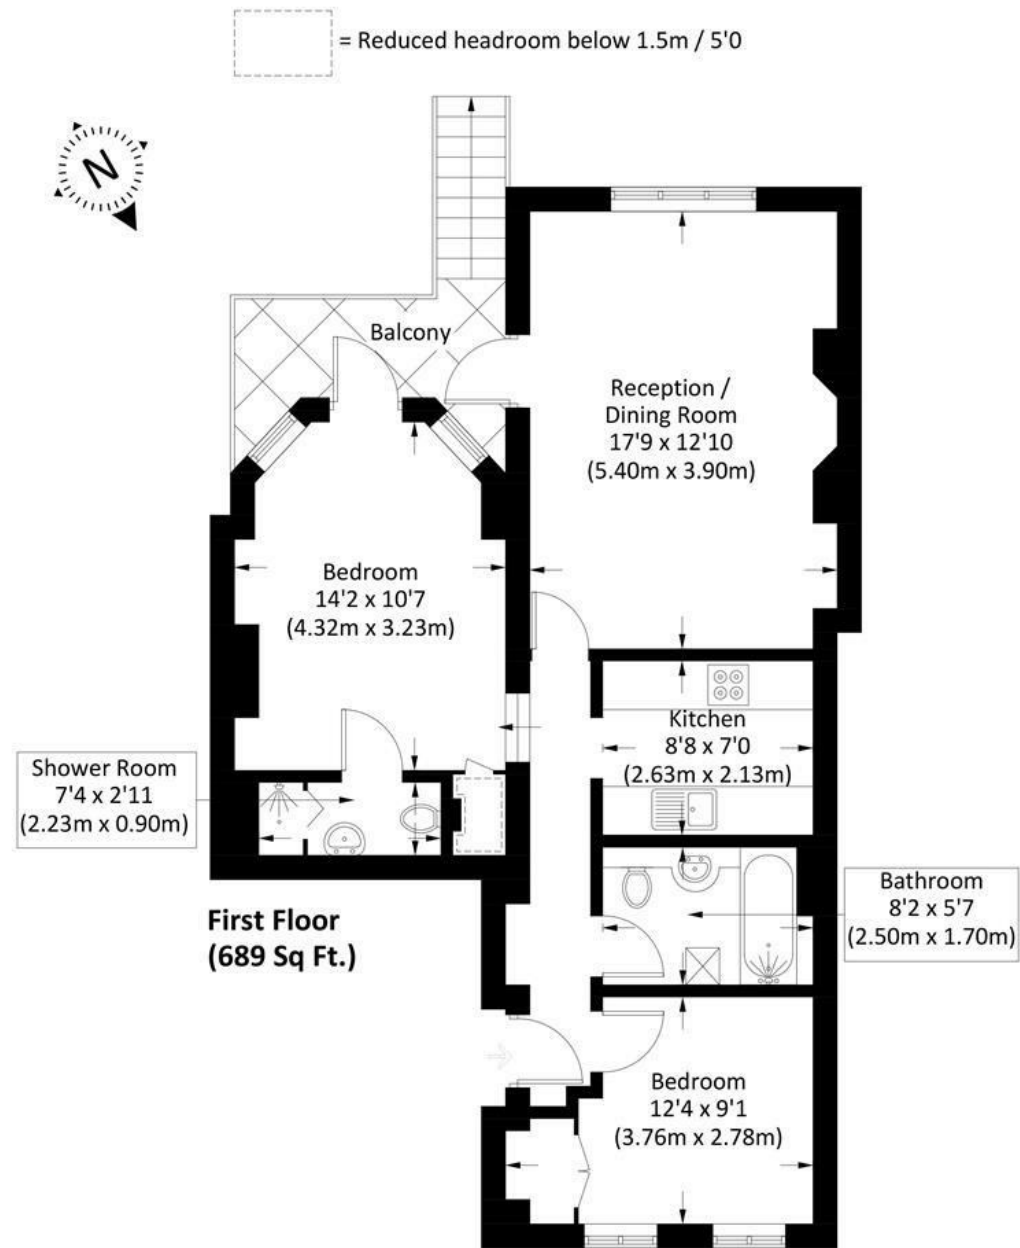 = Reduced headroom below 1.5m / 5'0
N
Balcony
Reception /
Dining Room
17'9 x 12'10
(5.40m x 3.90m)
Bedroom
14'2 x 10'7
(4.32m x 3.23m)
Kitchen
8'8 x 7'0
(2.63m x 2.13m)
Shower Room
7'4 x 2'11
(2.23m x 0.90m)
Bathroom
8'2 x 5'7
(2.50m x 1.70m)
First Floor
(689 Sq Ft.)
Bedroom
12'4 x 9'1
(3.76m x 2.78m)